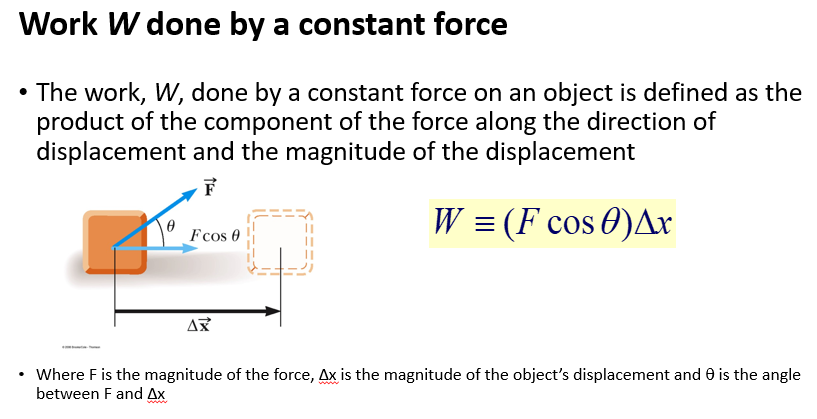 Work W done by a constant force
• The work, W, done by a constant force on an object is defined as the
product of the component of the force along the direction of
displacement and the magnitude of the displacement
F⃗
θ
F cos θ
W ≡ (F cos θ)Δx
Δx⃗
• Where F is the magnitude of the force, Δx is the magnitude of the object’s displacement and θ is the angle
between F and Δx